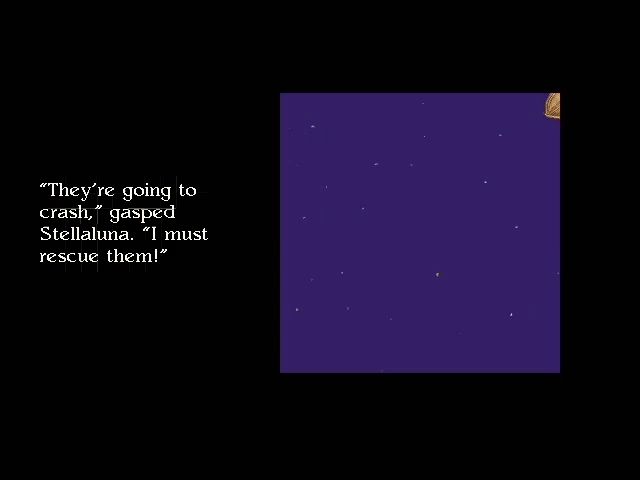 “They’re going to
crash,” gasped
Stellaluna. “I must
rescue them!”